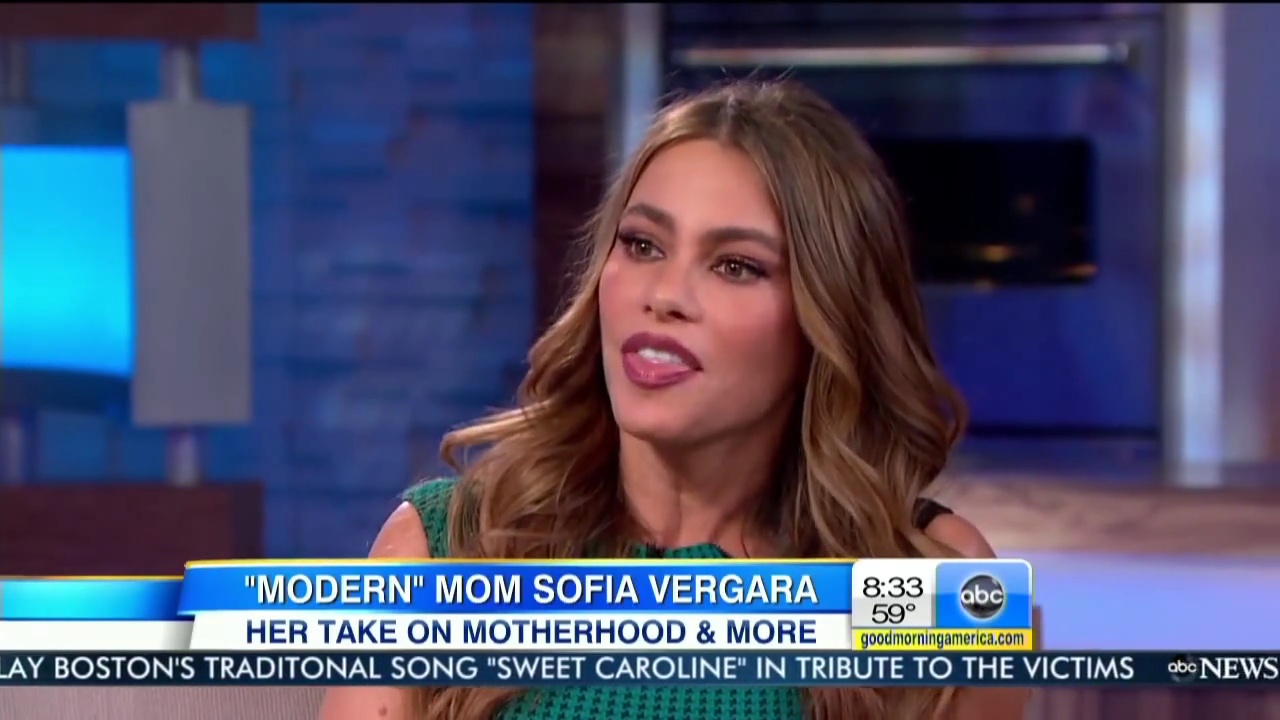 "MODERN" MOM SOFIA VERGARA
HER TAKE ON MOTHERHOOD & MORE
8:33
59°
abc
goodmorningamerica.com
LAY BOSTON'S TRADITONAL SONG "SWEET CAROLINE" IN TRIBUTE TO THE VICTIMS abc NEWS